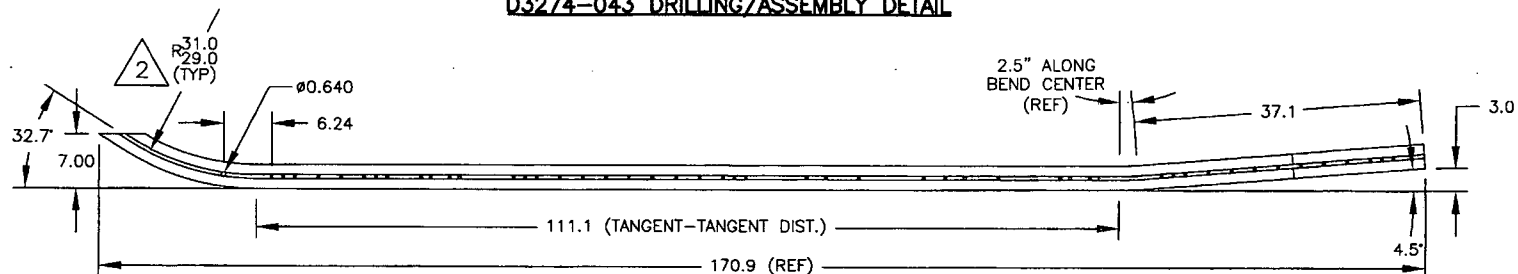 D3274-043 DRILLING/ASSEMBLY DETAIL
2
R31.0
29.0
(TYP)
ø0.640
6.24
2.5" ALONG
BEND CENTER
(REF)
37.1
3.0
32.7°
7.00
111.1 (TANGENT-TANGENT DIST.)
4.5°
170.9 (REF)